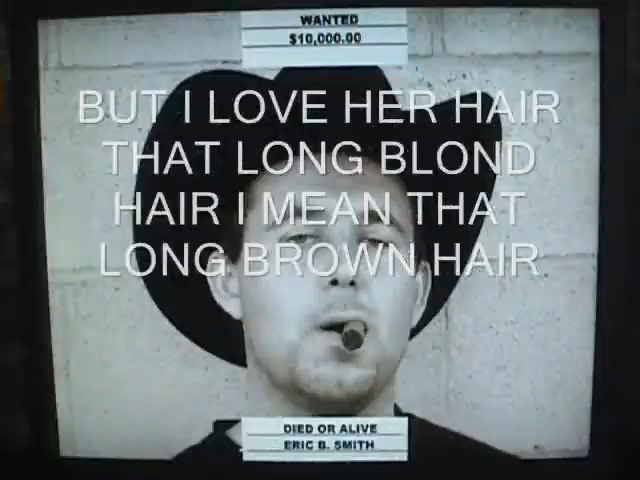 WANTED
$10,000.00
BUT I LOVE HER HAIR
THAT LONG BLOND
HAIR I MEAN THAT
LONG BROWN HAIR
DIED OR ALIVE
ERIC B. SMITH